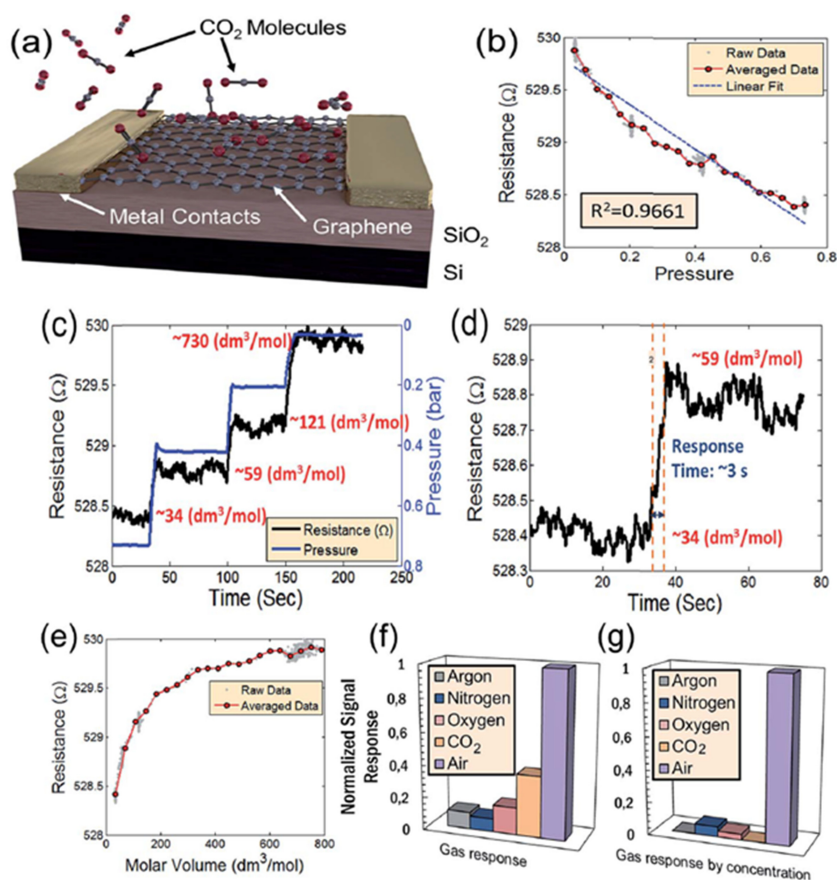 (a)
CO₂ Molecules
Metal Contacts
Graphene
SiO₂
Si
(b)
530
529.5
529
528.5
528
Resistance (Ω)
Raw Data
Averaged Data
Linear Fit
R²=0.9661
0
0.2
0.4
0.6
0.8
Pressure
(c)
530
529.5
529
528.5
528
Resistance (Ω)
~730 (dm³/mol)
~121 (dm³/mol)
~59 (dm³/mol)
~34 (dm³/mol)
Resistance (Ω)
Pressure
0
0.2
0.4
0.6
0.8
Pressure (bar)
0
50
100
150
200
250
Time (Sec)
(d)
529
528.9
528.8
528.7
528.6
528.5
528.4
528.3
Resistance (Ω)
2
~59 (dm³/mol)
Response
Time: ~3 s
~34 (dm³/mol)
0
20
40
60
80
Time (Sec)
(e)
530
529.5
529
528.5
528
Resistance (Ω)
Raw Data
Averaged Data
0
200
400
600
800
Molar Volume (dm³/mol)
(f)
Normalized Signal
Response
1
0,8
0,6
0,4
0,2
0
Argon
Nitrogen
Oxygen
CO₂
Air
Gas response
(g)
1
0,8
0,6
0,4
0,2
0
Argon
Nitrogen
Oxygen
CO₂
Air
Gas response by concentration